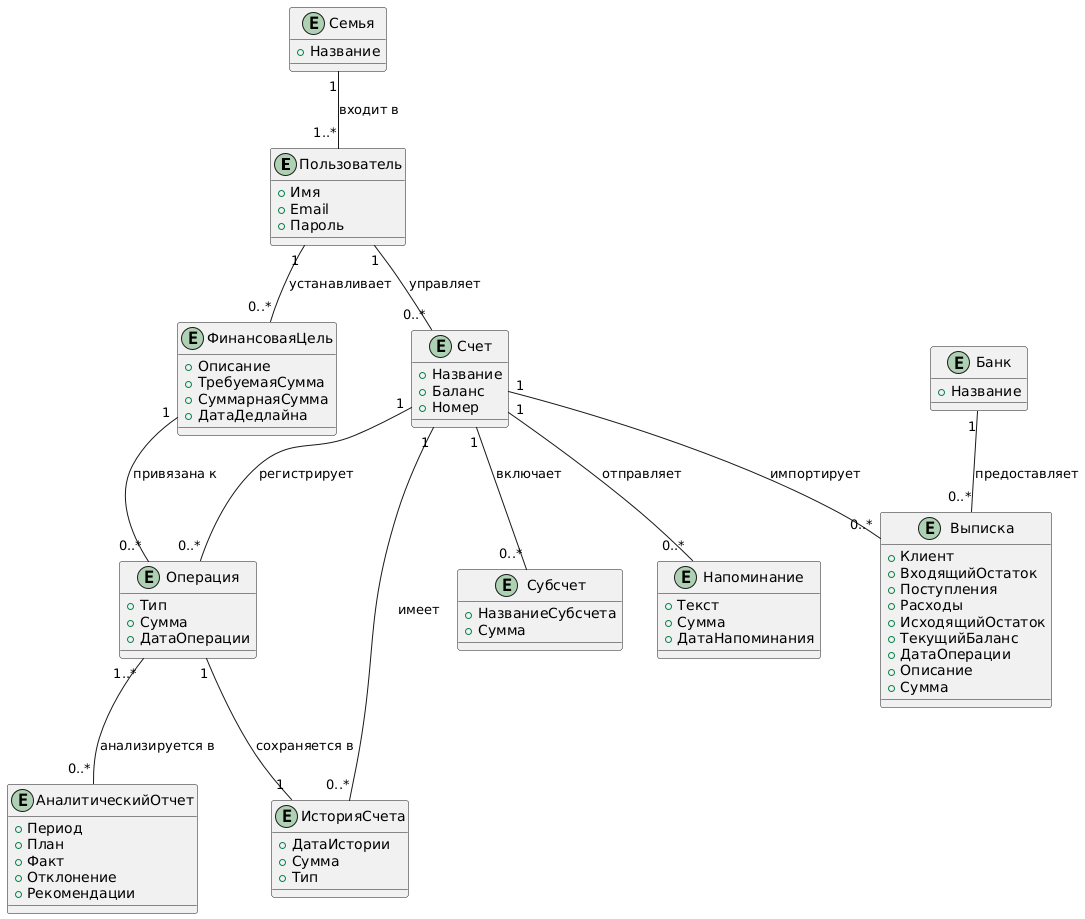 E Семья
Название
1
входит в
1..*
E Пользователь
Имя
Email
Пароль
1
1
устанавливает
управляет
0..*
0..*
E ФинансоваяЦель
Описание
ТребуемаяСумма
СуммарнаяСумма
ДатаДедлайна
E Счет
Название
Баланс
Номер
E Банк
Название
1
1
1
1
1
1
1
привязана к
регистрирует
включает
отправляет
импортирует
предоставляет
0..*
0..*
0..*
0..*
0..*
0..*
E Операция
Тип
Сумма
ДатаОперации
имеет
E Субсчет
НазваниеСубсчета
Сумма
E Напоминание
Текст
Сумма
ДатаНапоминания
E Выписка
Клиент
ВходящийОстаток
Поступления
Расходы
ИсходящийОстаток
ТекущийБаланс
ДатаОперации
Описание
Сумма
1..*
1
анализируется в
сохраняется в
0..*
1
0..*
E АналитическийОтчет
Период
План
Факт
Отклонение
Рекомендации
E ИсторияСчета
ДатаИстории
Сумма
Тип